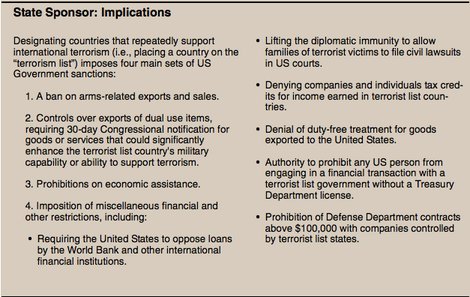 State Sponsor: Implications
Designating countries that repeatedly support
international terrorism (i.e., placing a country on the
“terrorism list”) imposes four main sets of US
Government sanctions:
1. A ban on arms-related exports and sales.
2. Controls over exports of dual use items,
requiring 30-day Congressional notification for
goods or services that could significantly
enhance the terrorist list country's military
capability or ability to support terrorism.
3. Prohibitions on economic assistance.
4. Imposition of miscellaneous financial and
other restrictions, including:
• Requiring the United States to oppose loans
by the World Bank and other international
financial institutions.
• Lifting the diplomatic immunity to allow
families of terrorist victims to file civil lawsuits
in US courts.
• Denying companies and individuals tax cred-
its for income earned in terrorist list coun-
tries.
• Denial of duty-free treatment for goods
exported to the United States.
• Authority to prohibit any US person from
engaging in a financial transaction with a
terrorist list government without a Treasury
Department license.
• Prohibition of Defense Department contracts
above $100,000 with companies controlled
by terrorist list states.